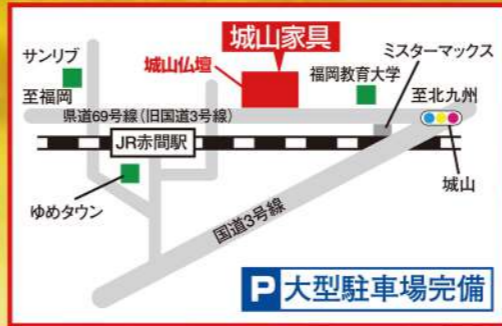 城山家具
ミスターマックス
サンリブ
城山仏壇
福岡教育大学
至福岡
至北九州
県道69号線(旧国道3号線)
JR赤間駅
城山
ゆめタウン
国道3号線
P 大型駐車場完備